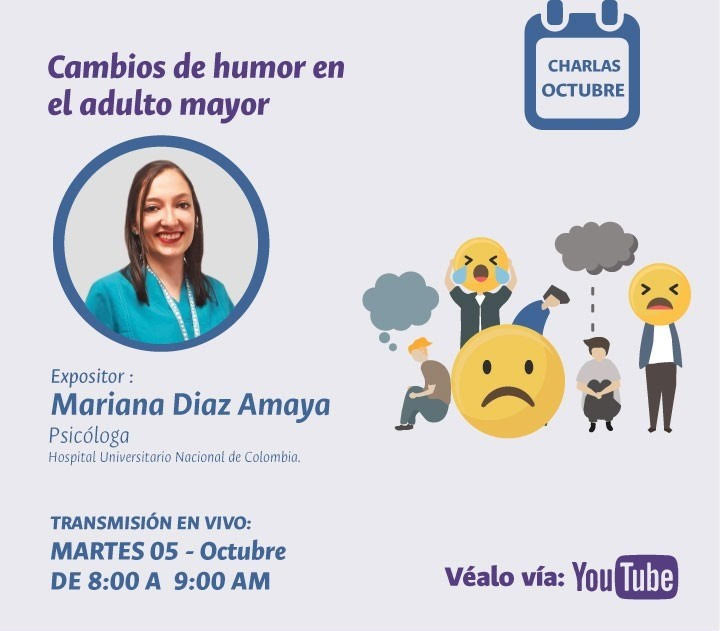 Cambios de humor en
el adulto mayor
CHARLAS
OCTUBRE
Expositor :
Mariana Diaz Amaya
Psicóloga
Hospital Universitario Nacional de Colombia.
TRANSMISIÓN EN VIVO:
MARTES 05 - Octubre
DE 8:00 A 9:00 AM
Véalo vía: YouTube